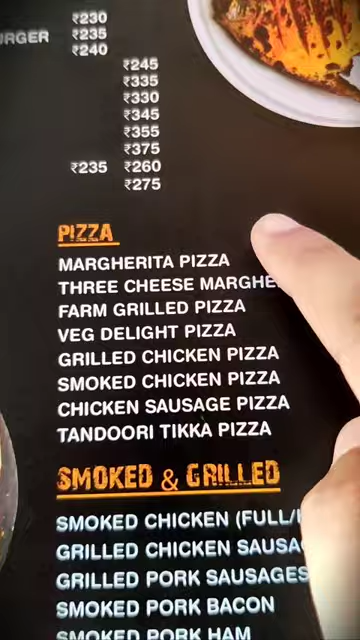 ₹230
URGER ₹235
₹240
₹245
₹335
₹330
₹345
₹355
₹375
₹235 ₹260
₹275
PIZZA
MARGHERITA PIZZA
THREE CHEESE MARGHE
FARM GRILLED PIZZA
VEG DELIGHT PIZZA
GRILLED CHICKEN PIZZA
SMOKED CHICKEN PIZZA
CHICKEN SAUSAGE PIZZA
TANDOORI TIKKA PIZZA
SMOKED & GRILLED
SMOKED CHICKEN (FULL/
GRILLED CHICKEN SAUSA
GRILLED PORK SAUSAGES
SMOKED PORK BACON
SMOKED PORK HAM